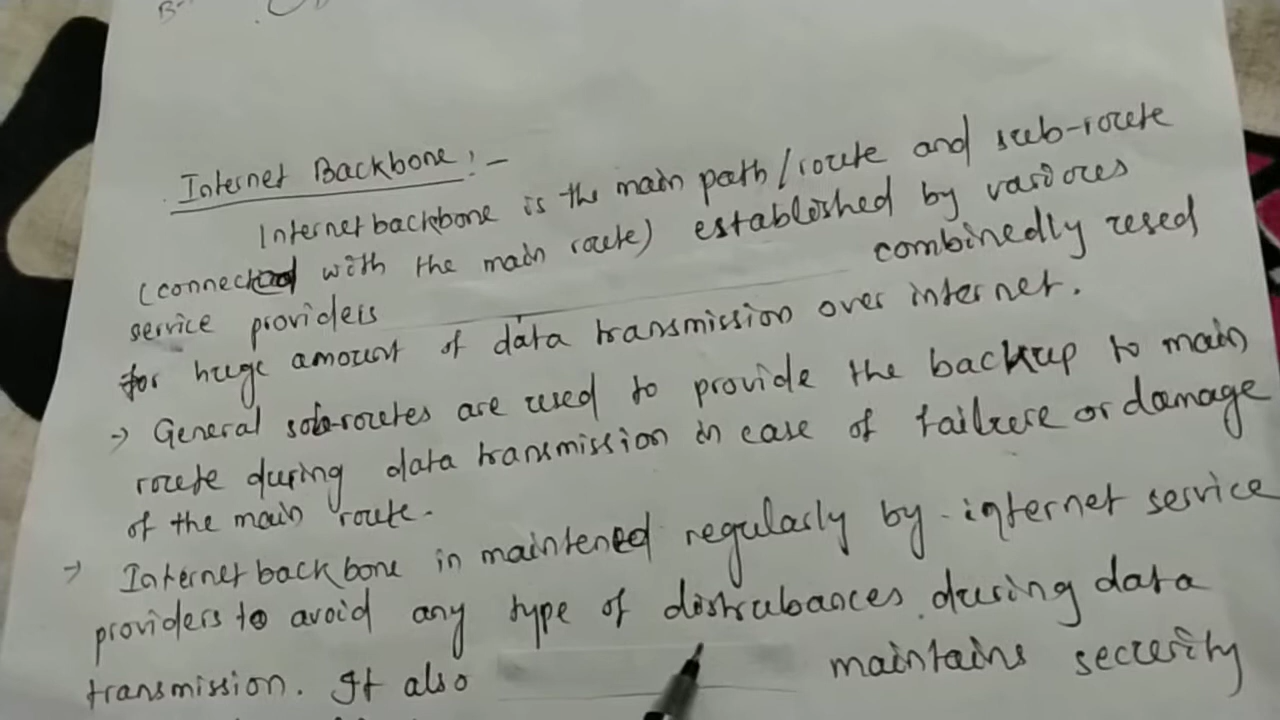 Internet Backbone:-
Internet backbone is the main path/route and sub-route
(connected with the main route) established by various
service providers combinedly used
for huge amount of data transmission over internet.
→ General sub-routes are used to provide the backup to main
route during data transmission in case of failure or damage
of the main route.
→ Internet backbone in maintened regularly by internet service
providers to avoid any type of distrubances during data
transmission. It also maintains security